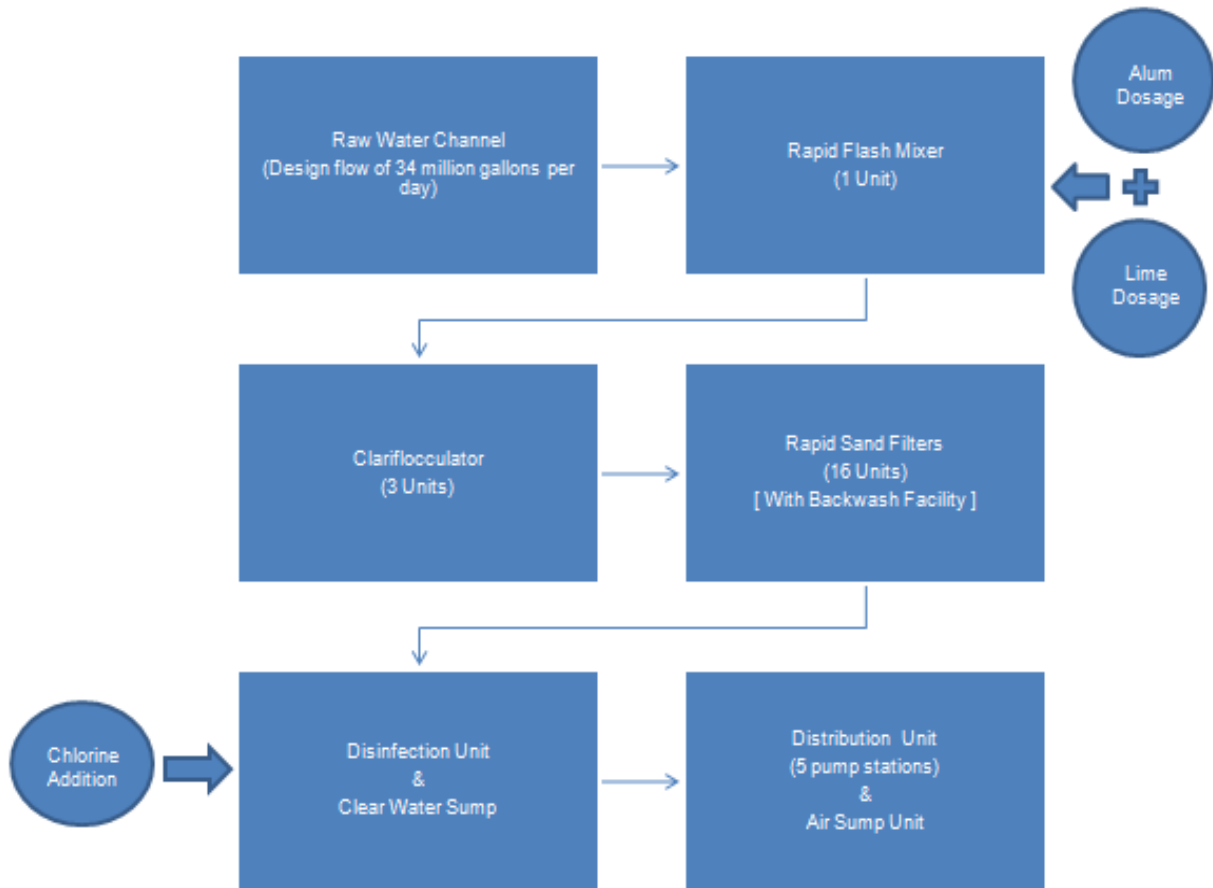 Raw Water Channel
(Design flow of 34 million gallons per
day)
Rapid Flash Mixer
(1 Unit)
Alum
Dosage
Lime
Dosage
Clariflocculator
(3 Units)
Rapid Sand Filters
(16 Units)
[ With Backwash Facility ]
Chlorine
Addition
Disinfection Unit
&
Clear Water Sump
Distribution Unit
(5 pump stations)
&
Air Sump Unit